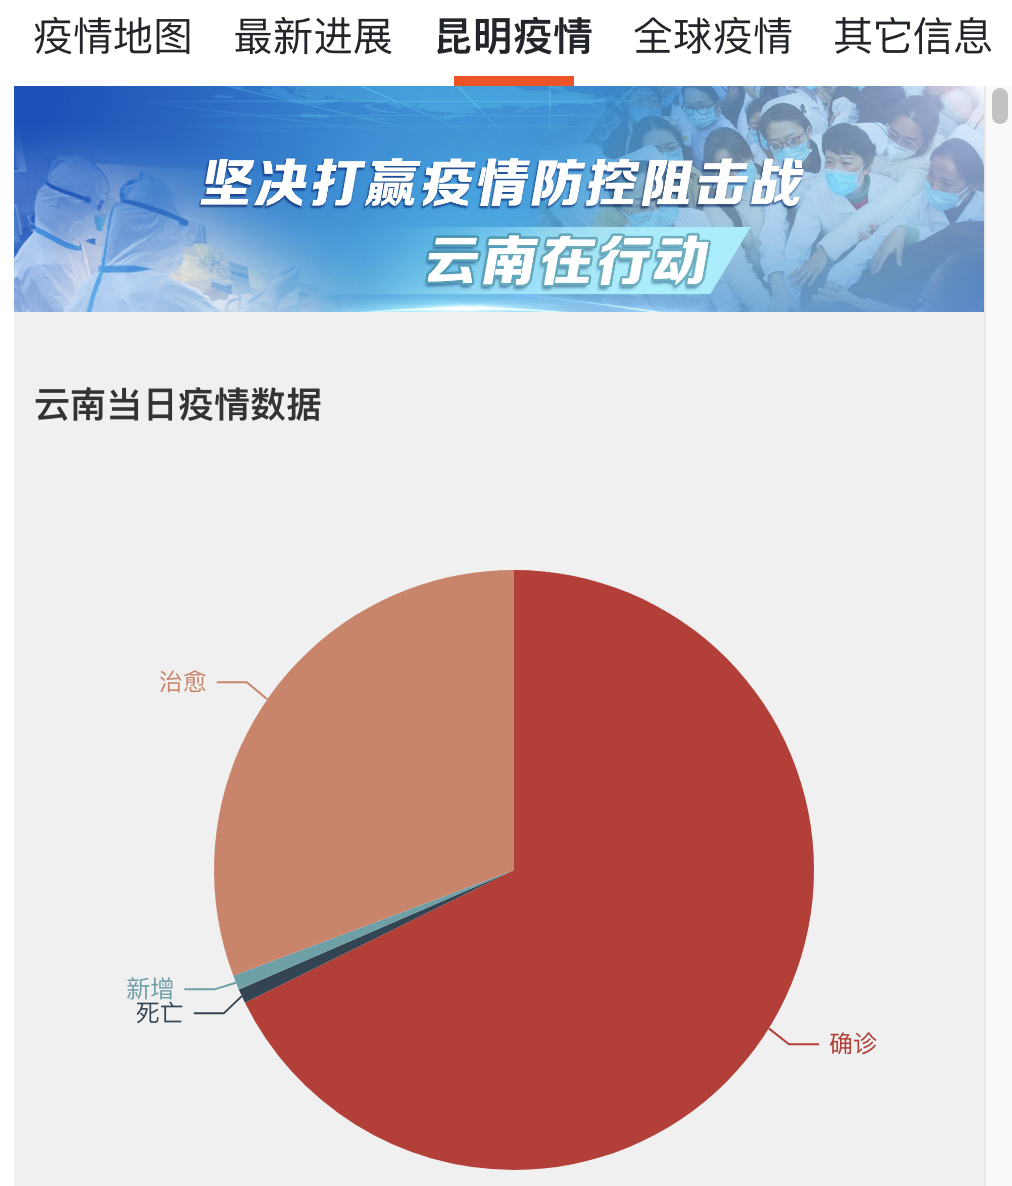 疫情地图 最新进展 昆明疫情 全球疫情 其它信息
坚决打赢疫情防控阻击战
云南在行动
云南当日疫情数据
治愈
新增
死亡
确诊